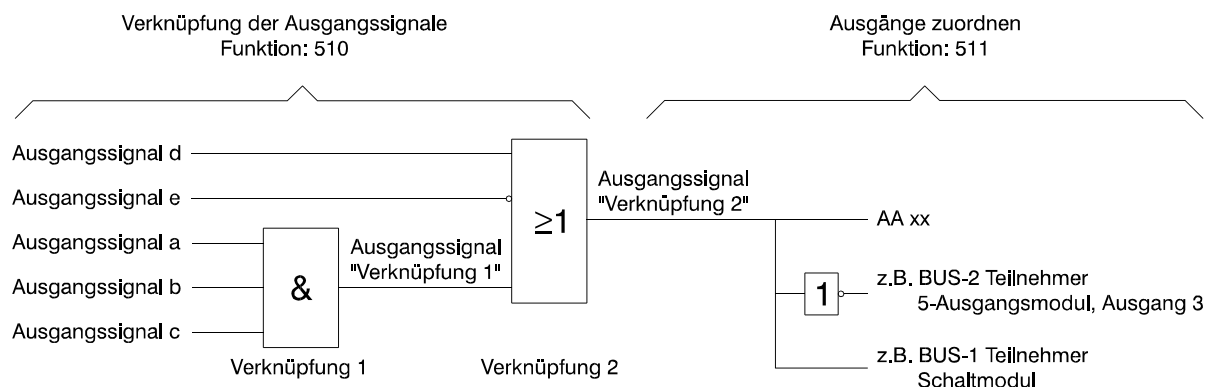 Verknüpfung der Ausgangssignale
Funktion: 510
Ausgänge zuordnen
Funktion: 511
Ausgangssignal d
Ausgangssignal e
Ausgangssignal a
Ausgangssignal b
Ausgangssignal c
&
Verknüpfung 1
Ausgangssignal
"Verknüpfung 1"
≥1
Verknüpfung 2
Ausgangssignal
"Verknüpfung 2"
AA xx
1
z.B. BUS-2 Teilnehmer
5-Ausgangsmodul, Ausgang 3
z.B. BUS-1 Teilnehmer
Schaltmodul